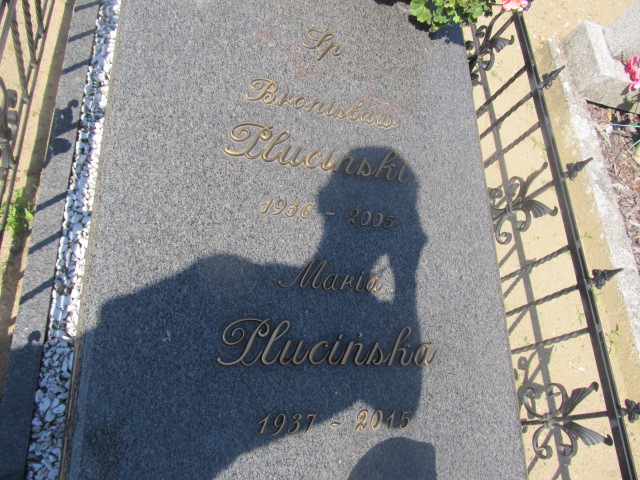 Śp
Bronisław
Pluciński
1936 - 2005
Maria
Plucińska
1937 - 2015